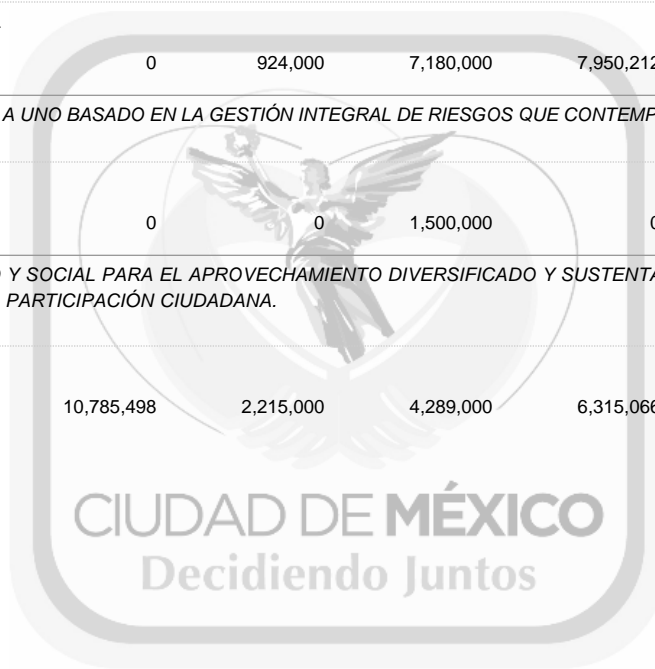 0 924,000 7,180,000 7,950,212
A UNO BASADO EN LA GESTIÓN INTEGRAL DE RIESGOS QUE CONTEMP
0 0 1,500,000 0
Y SOCIAL PARA EL APROVECHAMIENTO DIVERSIFICADO Y SUSTENTA
PARTICIPACIÓN CIUDADANA.
10,785,498 2,215,000 4,289,000 6,315,066
CIUDAD DE MÉXICO
Decidiendo Juntos